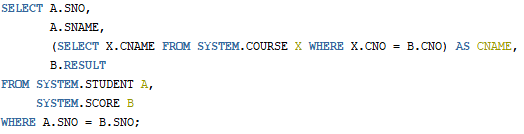 SELECT A.SNO,
A.SNAME,
(SELECT X.CNAME FROM SYSTEM.COURSE X WHERE X.CNO = B.CNO) AS CNAME,
B.RESULT
FROM SYSTEM.STUDENT A,
SYSTEM.SCORE B
WHERE A.SNO = B.SNO;